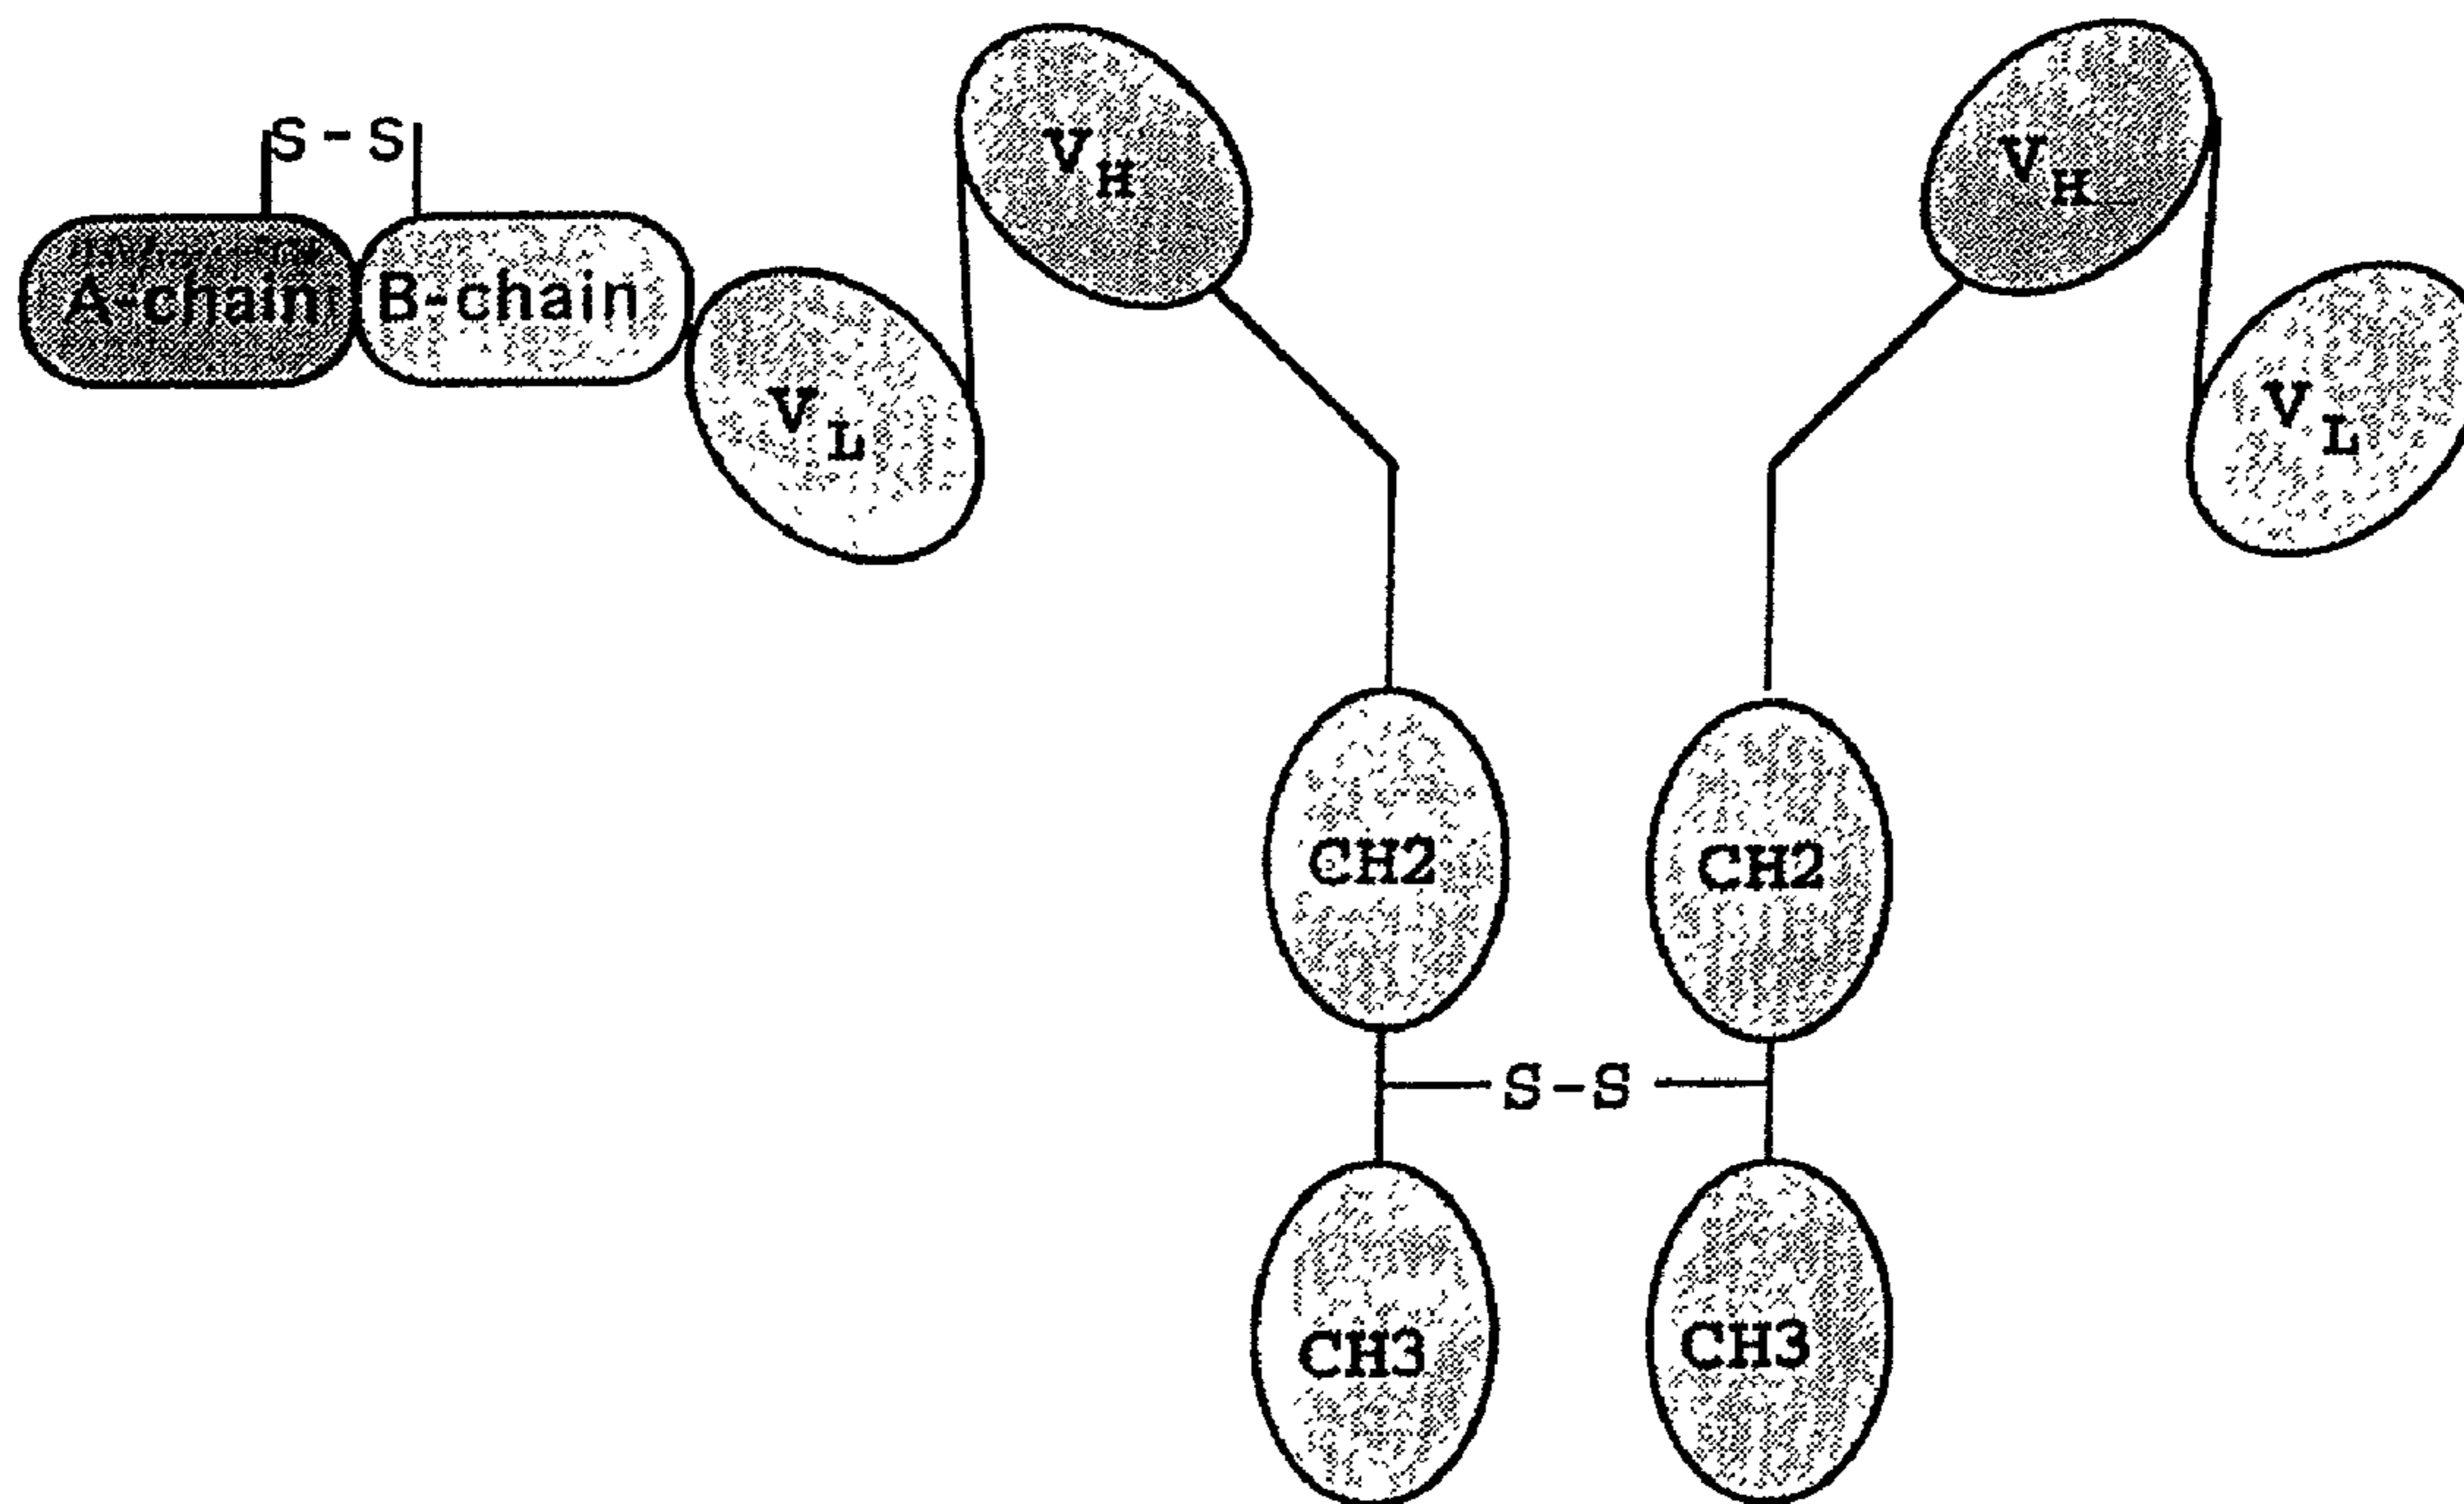 S-S
A-chain B-chain
VH
VL
VH
VL
CH2
CH2
S-S
CH3
CH3